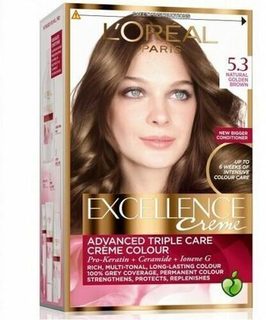 L'ORÉAL
PARIS
5.3
NATURAL
GOLDEN
BROWN
NEW BIGGER
CONDITIONER
UP TO
6 WEEKS OF
INTENSIVE
COLOUR CARE
EXCELLENCE
Creme
ADVANCED TRIPLE CARE
CRÈME COLOUR
Pro-Keratin + Ceramide + Ionene G
RICH, MULTI-TONAL, LONG-LASTING COLOUR
100% GREY COVERAGE, PERMANENT COLOUR
STRENGTHENS, PROTECTS, REPLENISHES